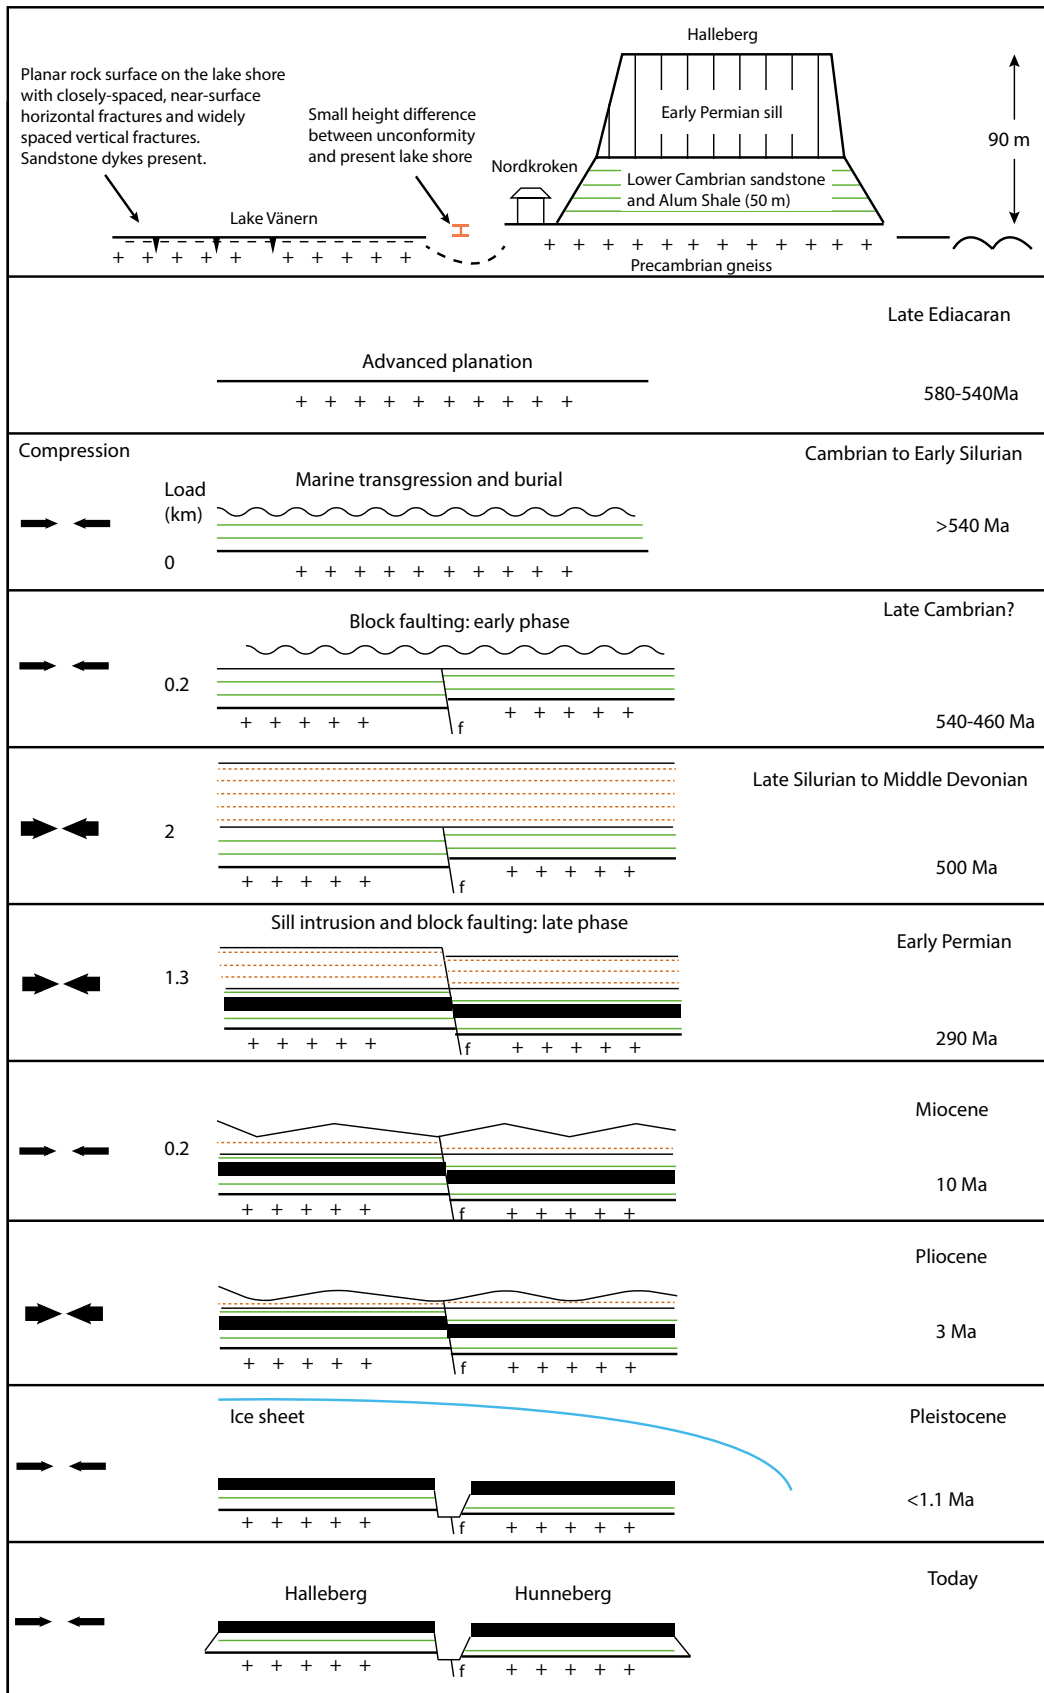 Halleberg
Planar rock surface on the lake shore
with closely-spaced, near-surface
horizontal fractures and widely
spaced vertical fractures.
Sandstone dykes present.
Small height difference
between unconformity
and present lake shore
Early Permian sill
90 m
Nordkroken
Lower Cambrian sandstone
and Alum Shale (50 m)
Lake Vänern
Precambrian gneiss
Late Ediacaran
Advanced planation
580-540Ma
Compression
Cambrian to Early Silurian
Load
(km)
Marine transgression and burial
>540 Ma
0
Late Cambrian?
Block faulting: early phase
0.2
540-460 Ma
f
Late Silurian to Middle Devonian
2
500 Ma
f
Sill intrusion and block faulting: late phase
Early Permian
1.3
290 Ma
f
Miocene
0.2
10 Ma
f
Pliocene
3 Ma
f
Ice sheet
Pleistocene
<1.1 Ma
f
Today
Halleberg
Hunneberg
f